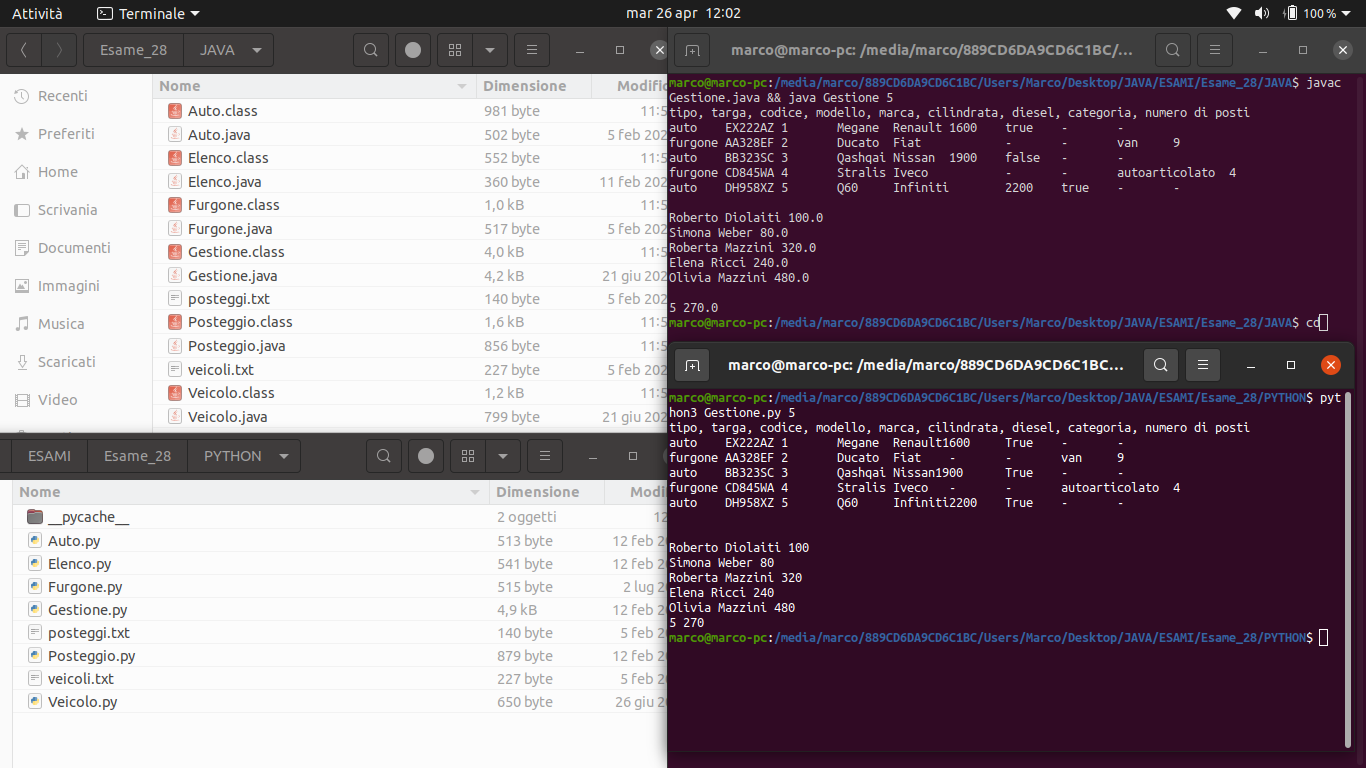 Attività Terminale mar 26 apr 12:02 100 %
Esame_28 JAVA
Nome Dimensione Modific
Recenti
Preferiti
Home
Scrivania
Documenti
Immagini
Musica
Scaricati
Video
Auto.class 981 byte 11:5
Auto.java 502 byte 5 feb 202
Elenco.class 552 byte 11:5
Elenco.java 360 byte 11 feb 202
Furgone.class 1,0 kB 11:5
Furgone.java 517 byte 5 feb 202
Gestione.class 4,0 kB 11:5
Gestione.java 4,2 kB 21 giu 202
posteggi.txt 140 byte 5 feb 202
Posteggio.class 1,6 kB 11:5
Posteggio.java 856 byte 5 feb 202
veicoli.txt 227 byte 5 feb 202
Veicolo.class 1,2 kB 11:5
Veicolo.java 799 byte 21 giu 202
ESAMI Esame_28 PYTHON
Nome Dimensione Modi
__pycache__ 2 oggetti 12
Auto.py 513 byte 12 feb 2
Elenco.py 541 byte 12 feb 2
Furgone.py 515 byte 2 lug 2
Gestione.py 4,9 kB 12 feb 2
posteggi.txt 140 byte 5 feb 2
Posteggio.py 879 byte 12 feb 2
veicoli.txt 227 byte 5 feb 2
Veicolo.py 650 byte 26 giu 2
marco@marco-pc: /media/marco/889CD6DA9CD6C1BC/...
marco@marco-pc:/media/marco/889CD6DA9CD6C1BC/Users/Marco/Desktop/JAVA/ESAMI/Esame_28/JAVA$ javac
Gestione.java && java Gestione 5
tipo, targa, codice, modello, marca, cilindrata, diesel, categoria, numero di posti
auto EX222AZ 1 Megane Renault 1600 true - -
furgone AA328EF 2 Ducato Fiat - - van 9
auto BB323SC 3 Qashqai Nissan 1900 false - -
furgone CD845WA 4 Stralis Iveco - - autoarticolato 4
auto DH958XZ 5 Q60 Infiniti 2200 true - -
Roberto Diolaiti 100.0
Simona Weber 80.0
Roberta Mazzini 320.0
Elena Ricci 240.0
Olivia Mazzini 480.0
5 270.0
marco@marco-pc:/media/marco/889CD6DA9CD6C1BC/Users/Marco/Desktop/JAVA/ESAMI/Esame_28/JAVA$ cd
marco@marco-pc: /media/marco/889CD6DA9CD6C1BC...
marco@marco-pc:/media/marco/889CD6DA9CD6C1BC/Users/Marco/Desktop/JAVA/ESAMI/Esame_28/PYTHON$ pyt
hon3 Gestione.py 5
tipo, targa, codice, modello, marca, cilindrata, diesel, categoria, numero di posti
auto EX222AZ 1 Megane Renault1600 True - -
furgone AA328EF 2 Ducato Fiat - - van 9
auto BB323SC 3 Qashqai Nissan1900 True - -
furgone CD845WA 4 Stralis Iveco - - autoarticolato 4
auto DH958XZ 5 Q60 Infiniti2200 True - -
Roberto Diolaiti 100
Simona Weber 80
Roberta Mazzini 320
Elena Ricci 240
Olivia Mazzini 480
5 270
marco@marco-pc:/media/marco/889CD6DA9CD6C1BC/Users/Marco/Desktop/JAVA/ESAMI/Esame_28/PYTHON$